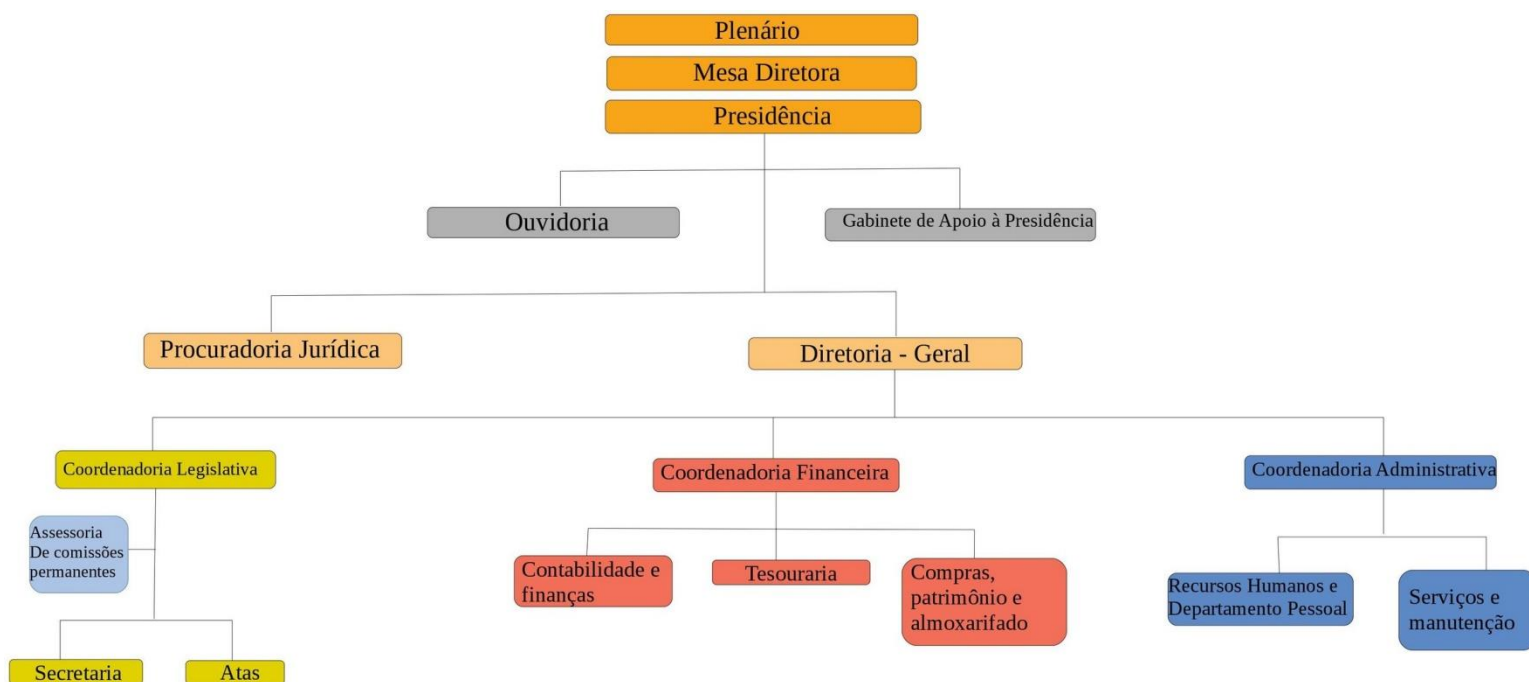 Plenário
Mesa Diretora
Presidência
Ouvidoria
Gabinete de Apoio à Presidência
Procuradoria Jurídica
Diretoria - Geral
Coordenadoria Legislativa
Coordenadoria Financeira
Coordenadoria Administrativa
Assessoria
De comissões
permanentes
Contabilidade e
finanças
Tesouraria
Compras,
patrimônio e
almoxarifado
Recursos Humanos e
Departamento Pessoal
Serviços e
manutenção
Secretaria
Atas